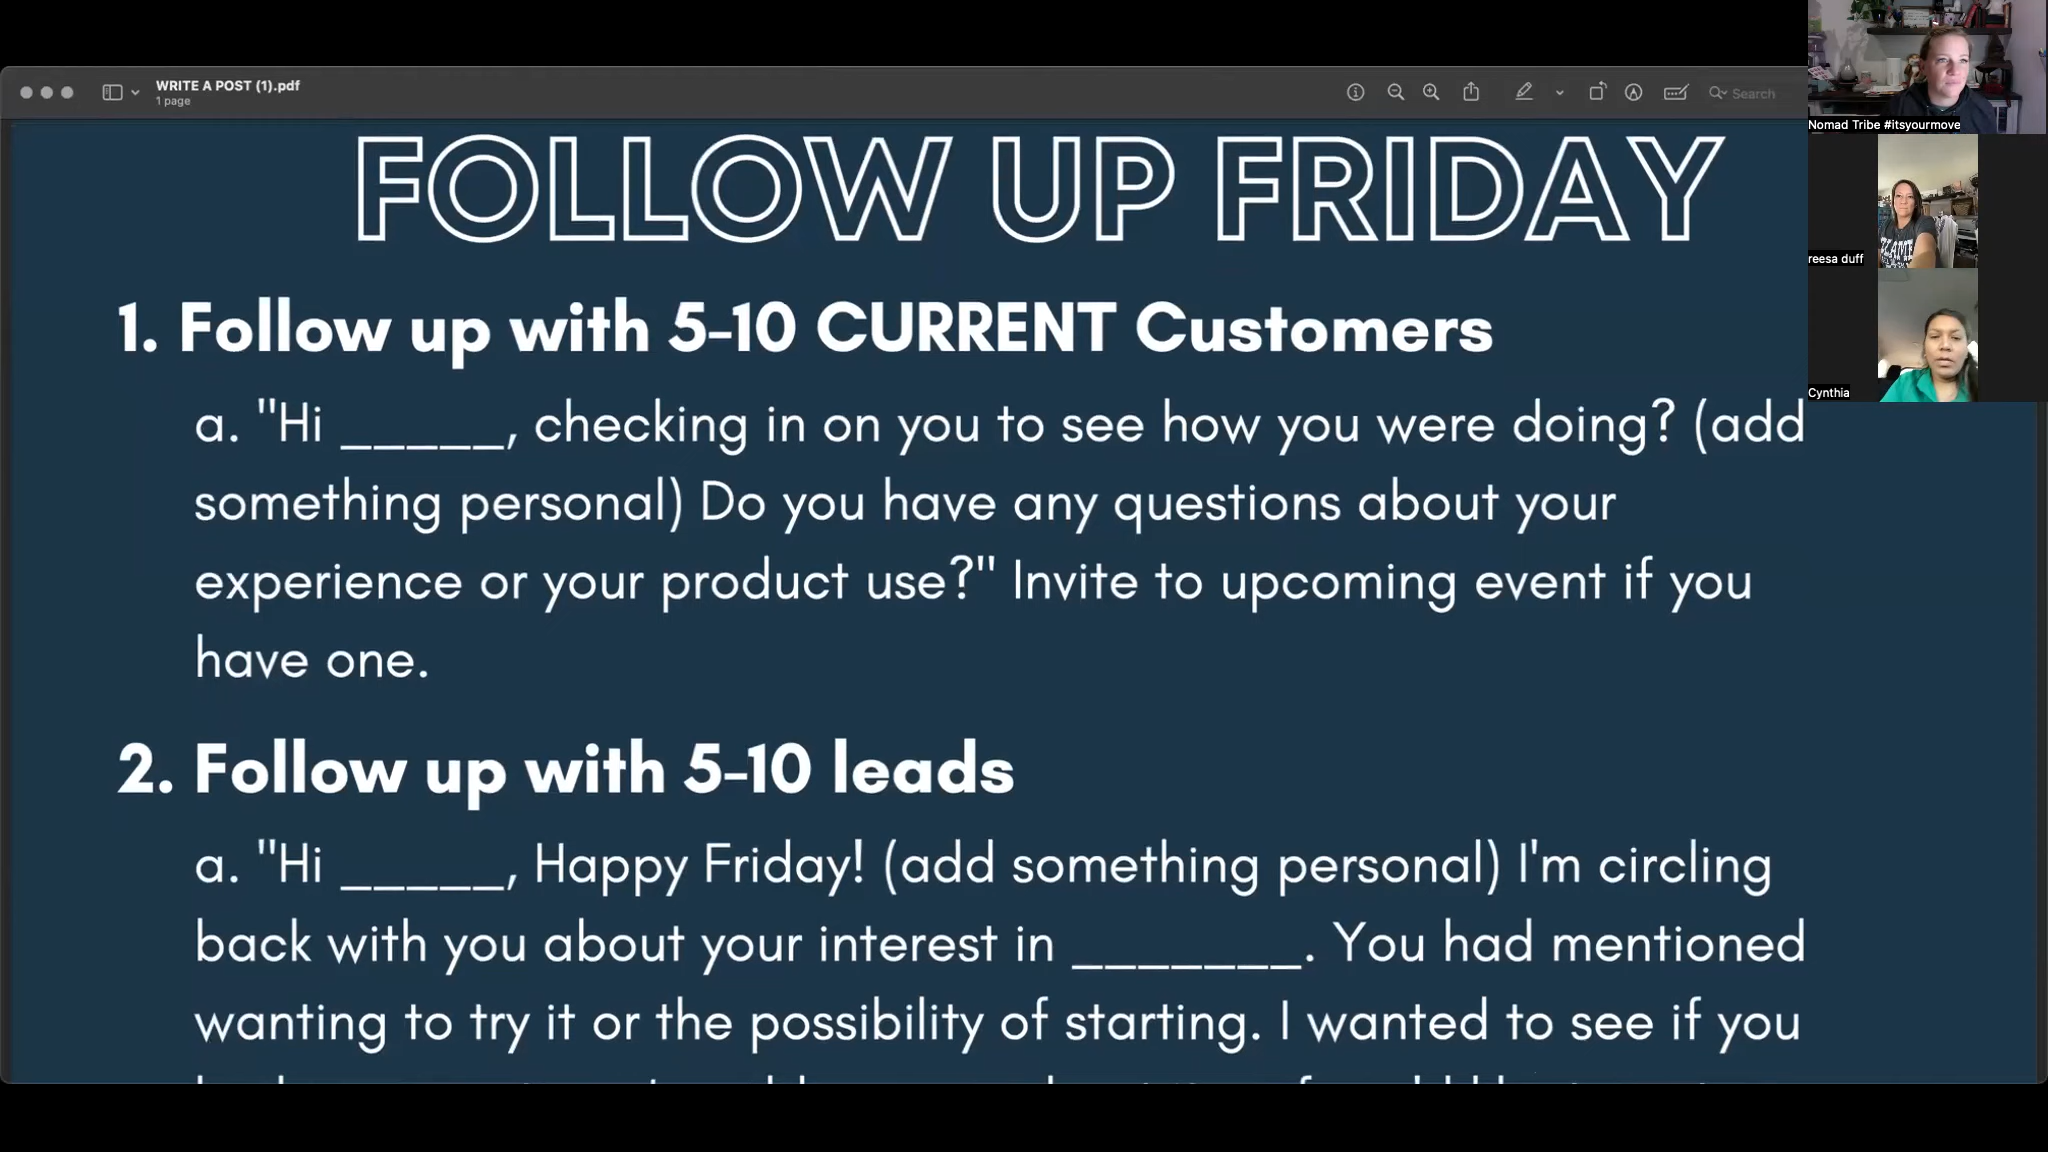 WRITE A POST (1).pdf
1 page
Search
FOLLOW UP FRIDAY
1. Follow up with 5-10 CURRENT Customers
a. "Hi _____, checking in on you to see how you were doing? (add
something personal) Do you have any questions about your
experience or your product use?" Invite to upcoming event if you
have one.
2. Follow up with 5-10 leads
a. "Hi _____, Happy Friday! (add something personal) I'm circling
back with you about your interest in _______. You had mentioned
wanting to try it or the possibility of starting. I wanted to see if you
Nomad Tribe #itsyourmove
reesa duff
Cynthia